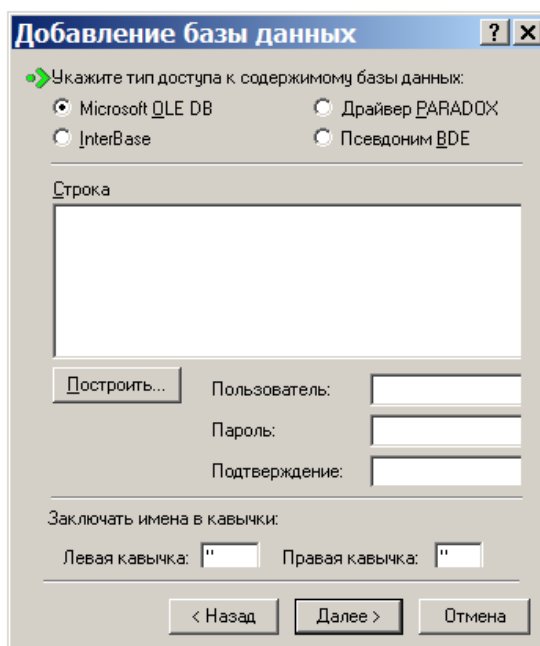 Добавление базы данных
Укажите тип доступа к содержимому базы данных:
Microsoft OLE DB Драйвер PARADOX
InterBase Псевдоним BDE
Строка
Построить... Пользователь:
Пароль:
Подтверждение:
Заключать имена в кавычки:
Левая кавычка: " Правая кавычка: "
< Назад Далее > Отмена